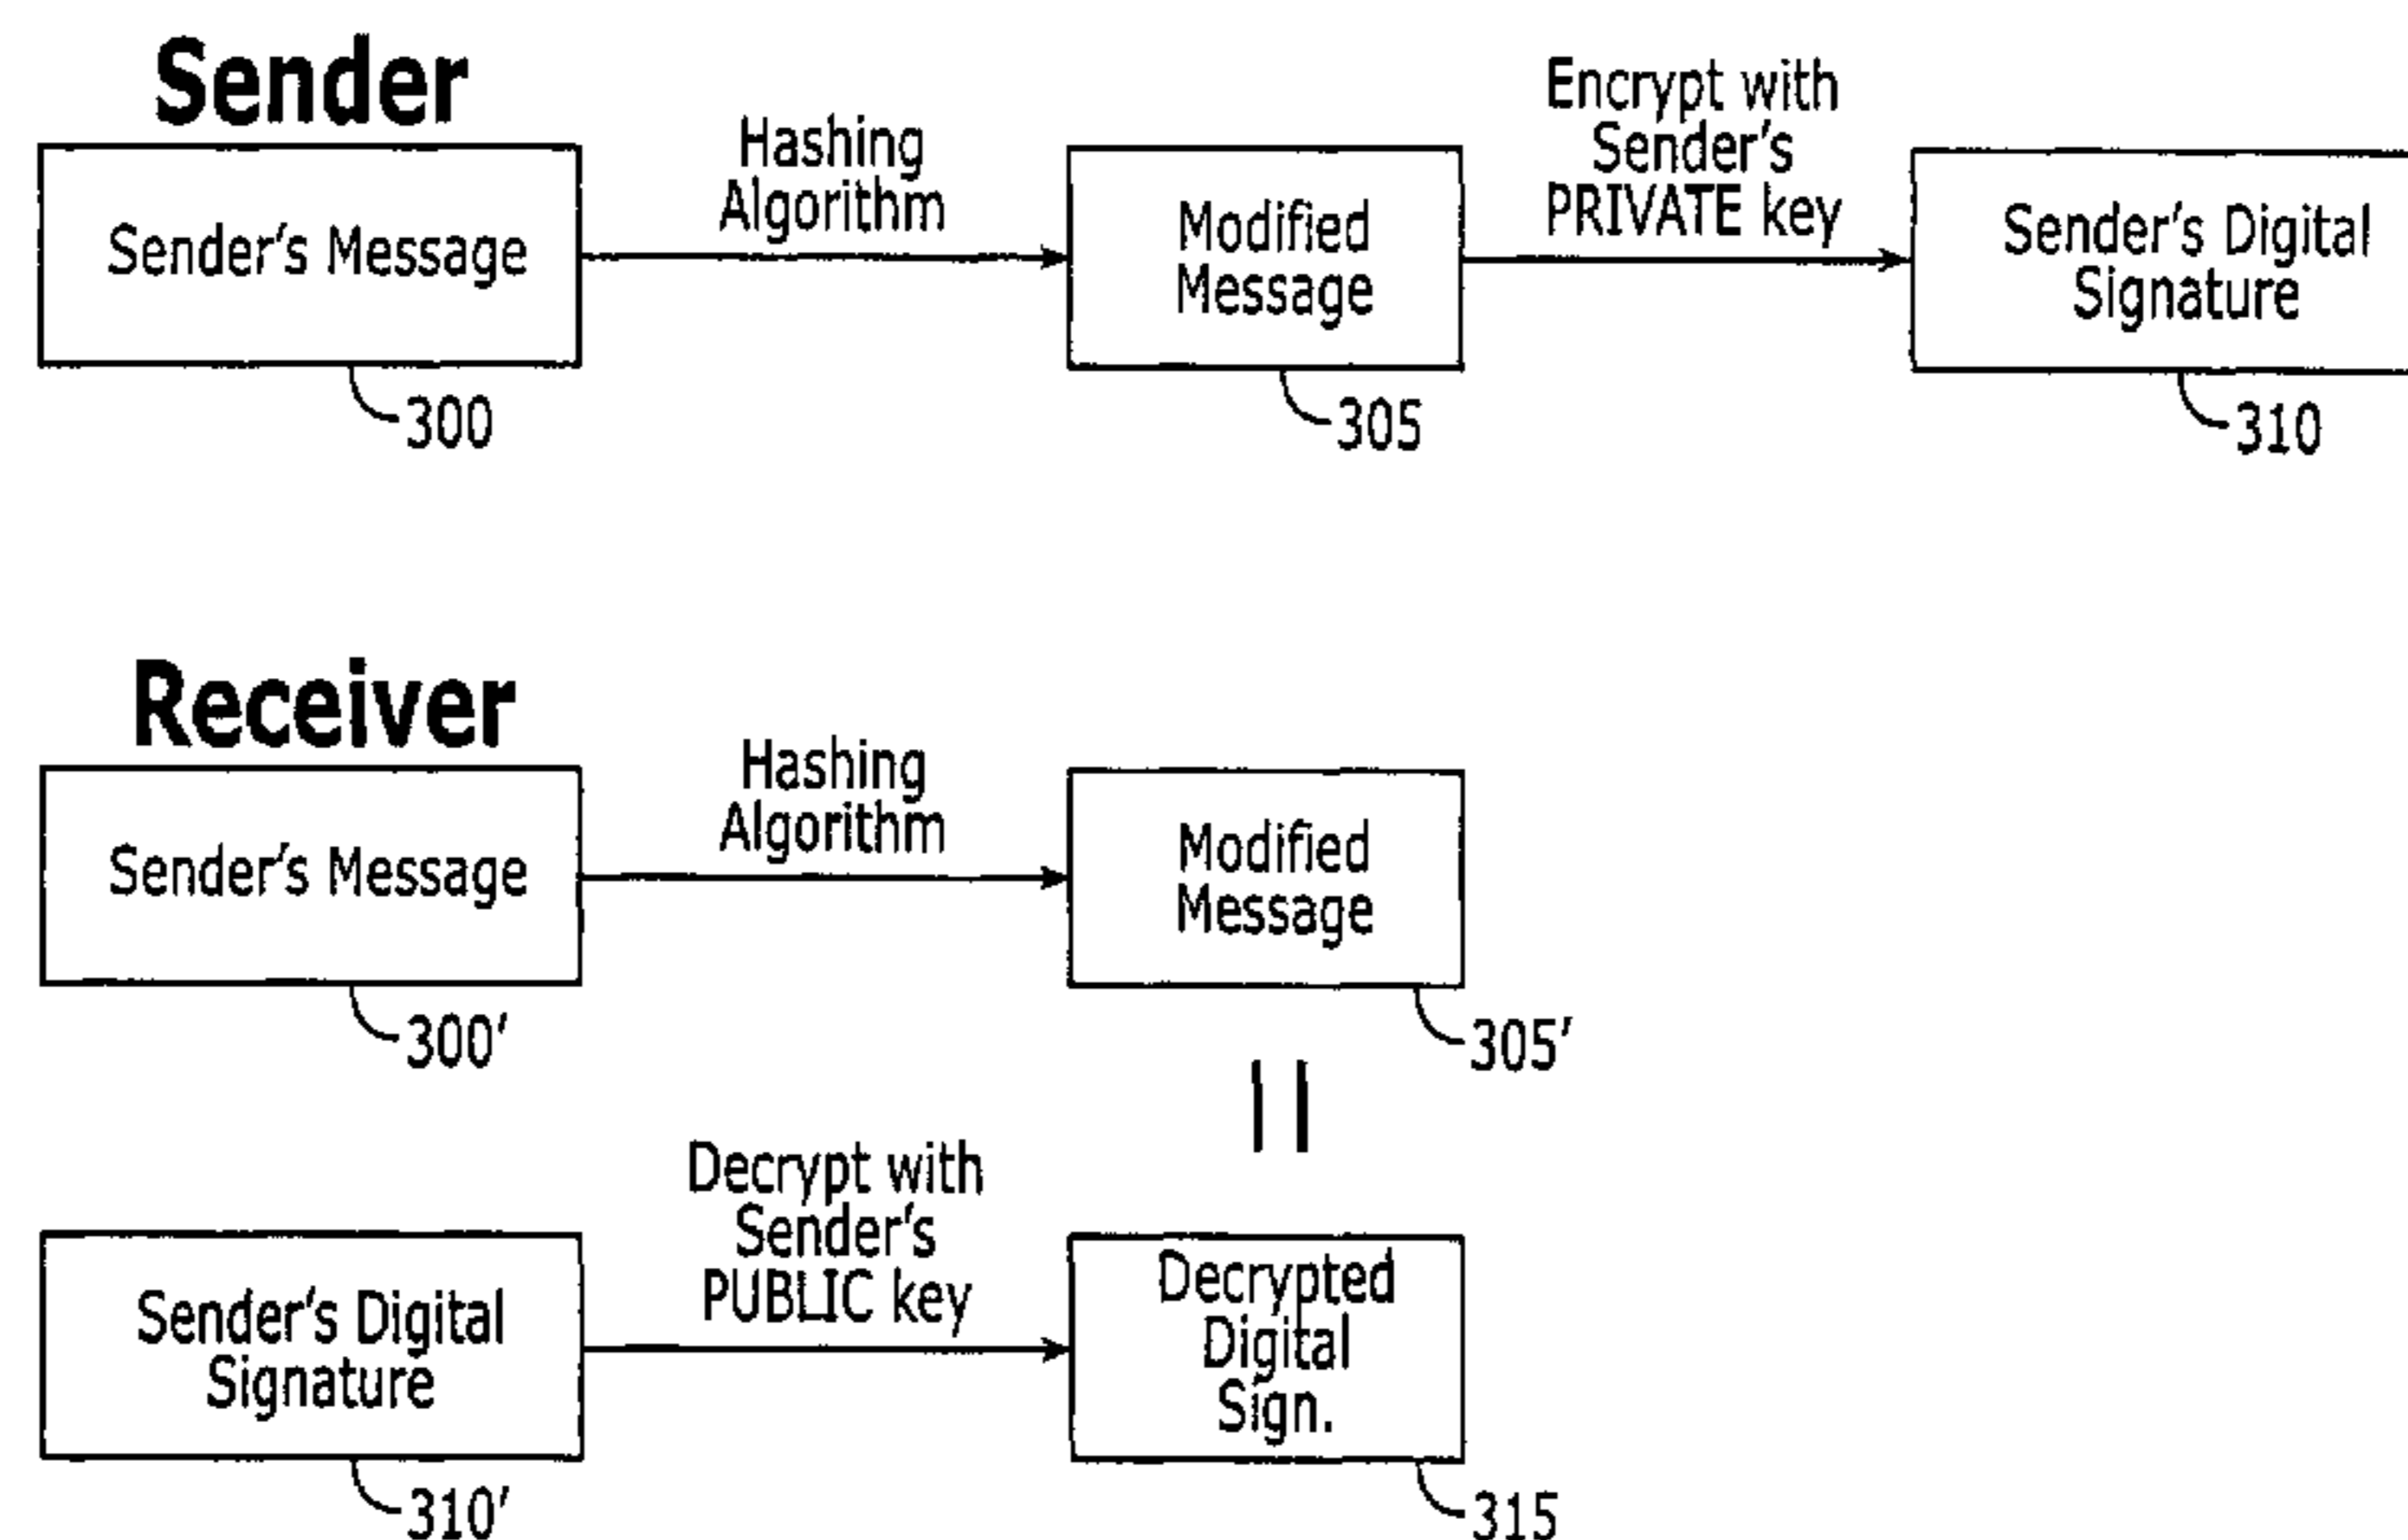 Sender
Sender's Message
300
Hashing
Algorithm
Modified
Message
305
Encrypt with
Sender's
PRIVATE key
Sender's Digital
Signature
310
Receiver
Sender's Message
300'
Hashing
Algorithm
Modified
Message
305'
Sender's Digital
Signature
310'
Decrypt with
Sender's
PUBLIC key
Decrypted
Digital
Sign.
315